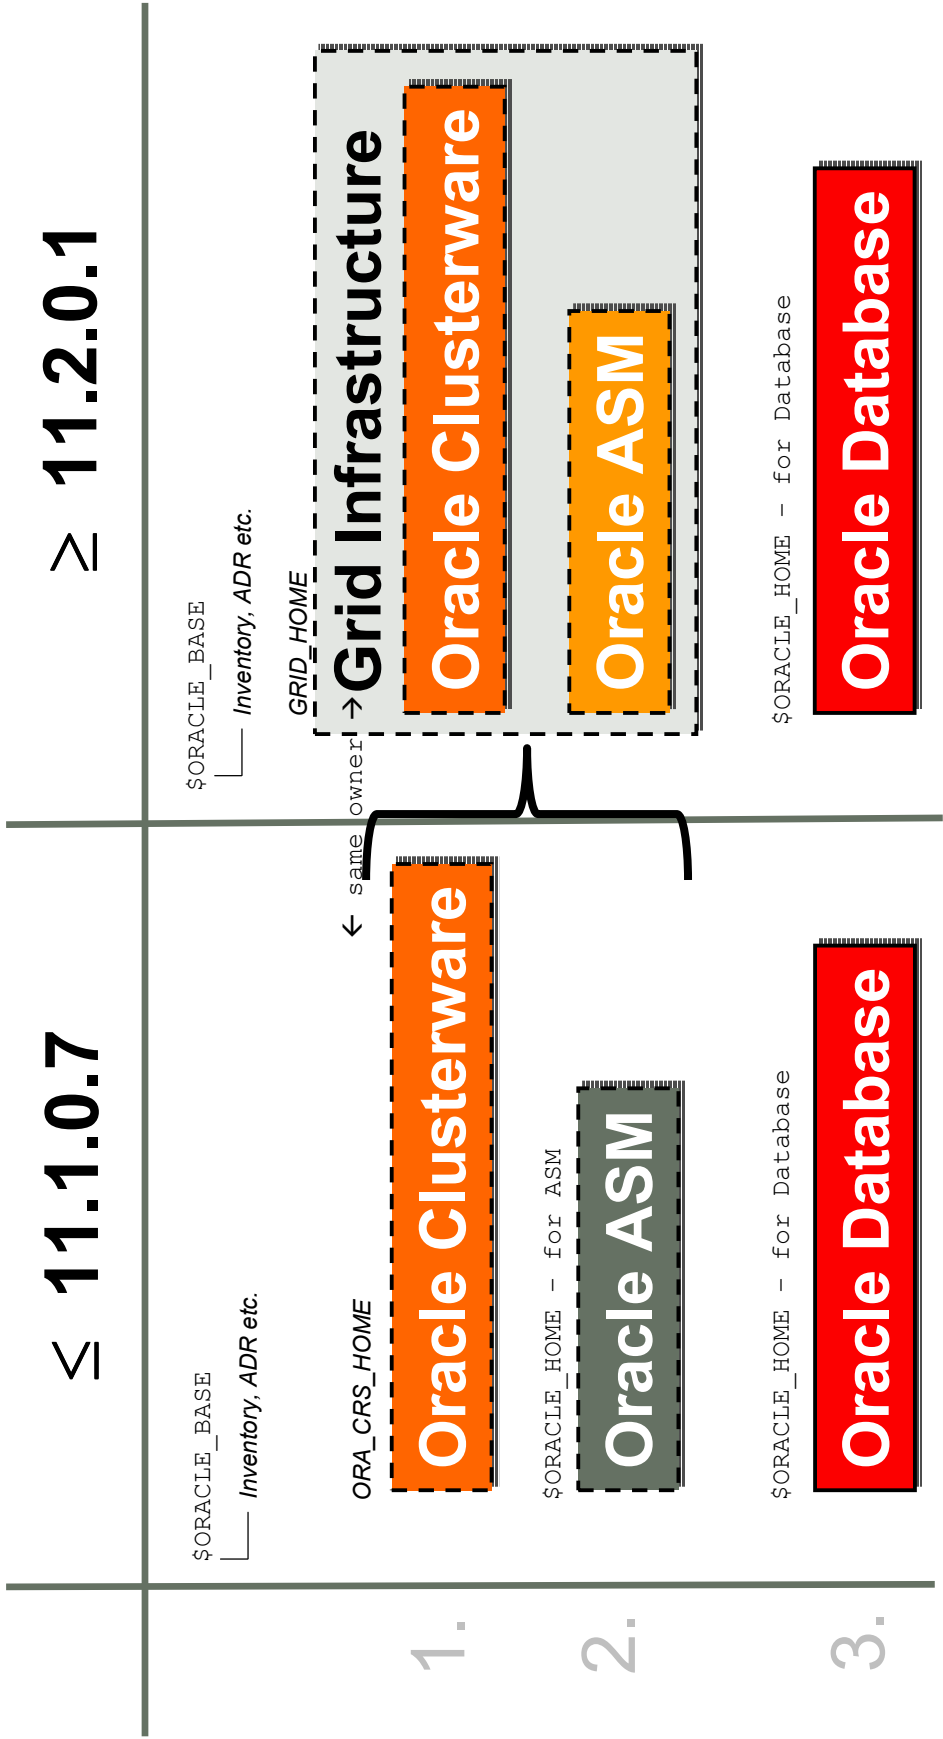 ≤ 11.1.0.7
≥ 11.2.0.1
$ORACLE_BASE
Inventory, ADR etc.
$ORACLE_BASE
Inventory, ADR etc.
GRID_HOME
← same owner →
Grid Infrastructure
1.
ORA_CRS_HOME
Oracle Clusterware
Oracle Clusterware
2.
$ORACLE_HOME - for ASM
Oracle ASM
Oracle ASM
3.
$ORACLE_HOME - for Database
Oracle Database
$ORACLE_HOME - for Database
Oracle Database